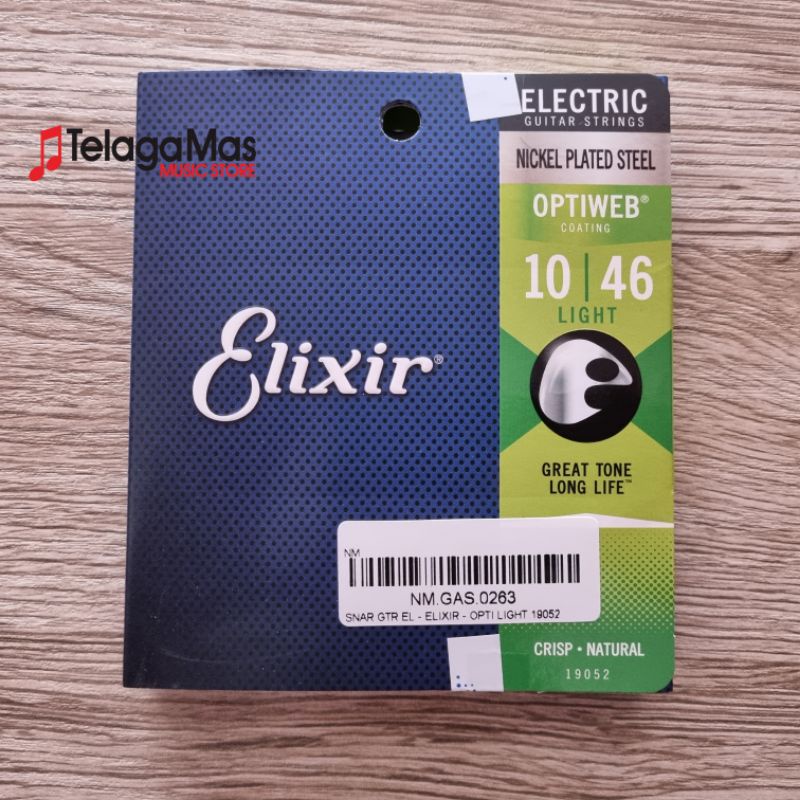 TelagaMas
MUSIC STORE
ELECTRIC
GUITAR STRINGS
NICKEL PLATED STEEL
OPTIWEB®
COATING
10 | 46
LIGHT
Elixir®
GREAT TONE
LONG LIFE™
NM
NM.GAS.0263
SNAR GTR EL - ELIXIR - OPTI LIGHT 19052
CRISP • NATURAL
19052